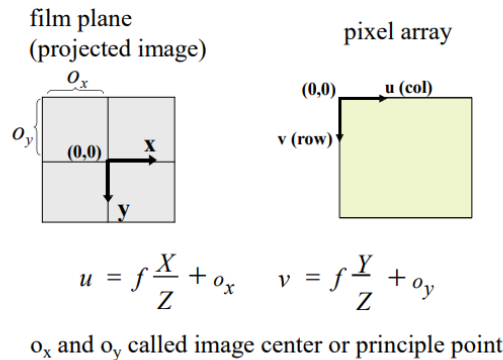 film plane
(projected image)
pixel array
o_x
o_y
(0,0)
x
y
(0,0)
u (col)
v (row)
u = f X/Z + o_x
v = f Y/Z + o_y
o_x and o_y called image center or principle point